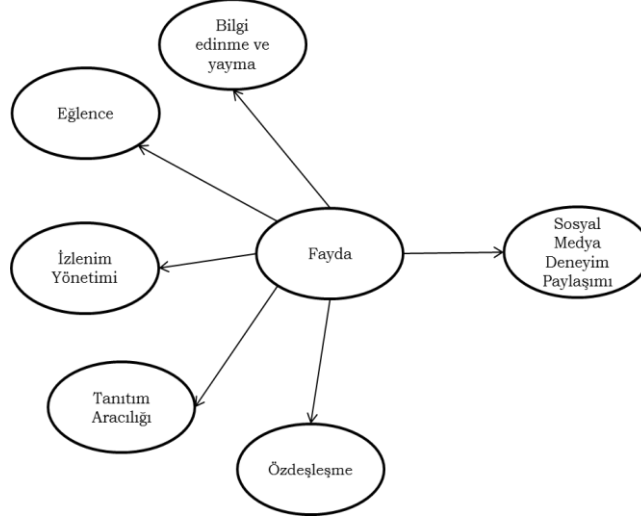 Bilgi
edinme ve
yayma
Eğlence
İzlenim
Yönetimi
Fayda
Sosyal
Medya
Deneyim
Paylaşımı
Tanıtım
Aracılığı
Özdeşleşme